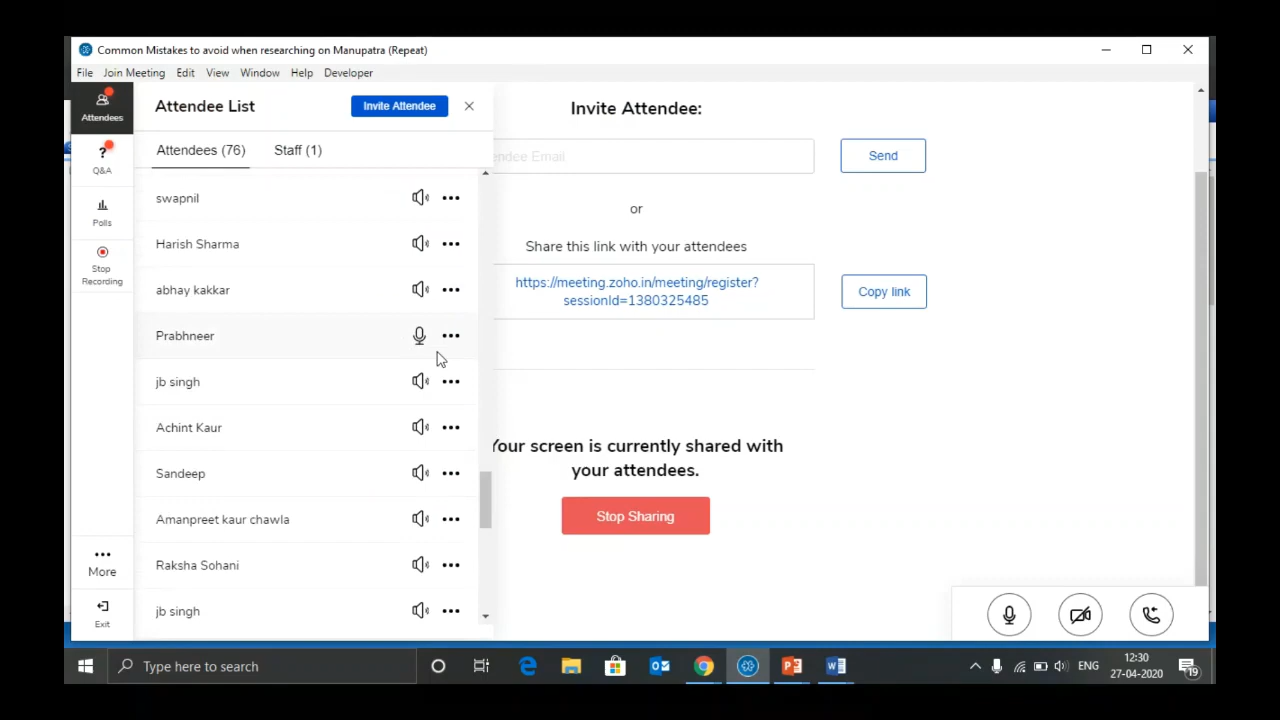 Common Mistakes to avoid when researching on Manupatra (Repeat)
File Join Meeting Edit View Window Help Developer
Attendees
Q&A
Polls
Stop
Recording
More
Exit
Attendee List
Invite Attendee
Attendees (76)
Staff (1)
swapnil
Harish Sharma
abhay kakkar
Prabhneer
jb singh
Achint Kaur
Sandeep
Amanpreet kaur chawla
Raksha Sohani
jb singh
Invite Attendee:
Email
Send
or
Share this link with your attendees
https://meeting.zoho.in/meeting/register?
sessionId=1380325485
Copy link
our screen is currently shared with
your attendees.
Stop Sharing
Type here to search
ENG
12:30
27-04-2020
19